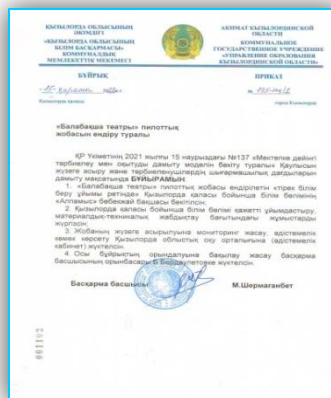 ҚЫЗЫЛОРДА ОБЛЫСЫНЫҢ
ӘКІМДІГІ
«ҚЫЗЫЛОРДА ОБЛЫСЫНЫҢ
БІЛІМ БАСҚАРМАСЫ»
КОММУНАЛДЫҚ
МЕМЛЕКЕТТІК МЕКЕМЕСІ
АКИМАТ КЫЗЫЛОРДИНСКОЙ
ОБЛАСТИ
КОММУНАЛЬНОЕ
ГОСУДАРСТВЕННОЕ УЧРЕЖДЕНИЕ
«УПРАВЛЕНИЕ ОБРАЗОВАНИЯ
КЫЗЫЛОРДИНСКОЙ ОБЛАСТИ»
БҰЙРЫҚ
ПРИКАЗ
Қызылорда қаласы
город Кызылорда
«Балабақша театры» пилоттық
жобасын ендіру туралы
ҚР Үкіметінің 2021 жылғы 15 наурыздағы №137 «Мектепке дейінгі
тәрбиелеу мен оқытуды дамыту моделін бекіту туралы» Қаулысын
жүзеге асыру және тәрбиеленушілердің шығармашылық дағдыларын
дамыту мақсатында БҰЙЫРАМЫН:
1. «Балабақша театры» пилоттық жобасы ендірілетін «тірек білім
беру ұйымы ретінде» Қызылорда қаласы бойынша білім бөлімінің
«Алпамыс» бөбекжай бақшасы бекітілсін;
2. Қызылорда қаласы бойынша білім бөлімі қажетті ұйымдастыру,
материалдық-техникалық жабдықтау бағытындағы жұмыстарды
жүргізсін;
3. Жобаның жүзеге асырылуына мониторинг жасау, әдістемелік
көмек көрсету Қызылорда облыстық оқу орталығына (әдістемелік
кабинет) жүктелсін.
4. Осы бұйрықтың орындалуына бақылау жасау басқарма
басшысының орынбасары Б. жүктелсін.
Басқарма басшысы М.Шермағанбет